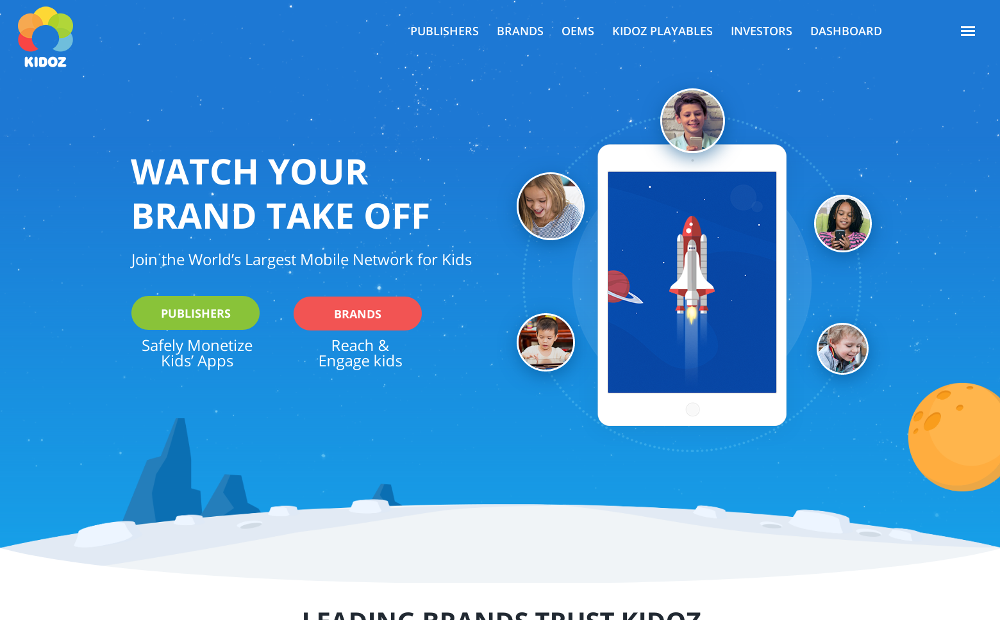 KIDOZ
PUBLISHERS BRANDS OEMS KIDOZ PLAYABLES INVESTORS DASHBOARD
WATCH YOUR
BRAND TAKE OFF
Join the World’s Largest Mobile Network for Kids
PUBLISHERS
Safely Monetize
Kids’ Apps
BRANDS
Reach &
Engage kids
LEADING BRANDS TRUST KIDOZ